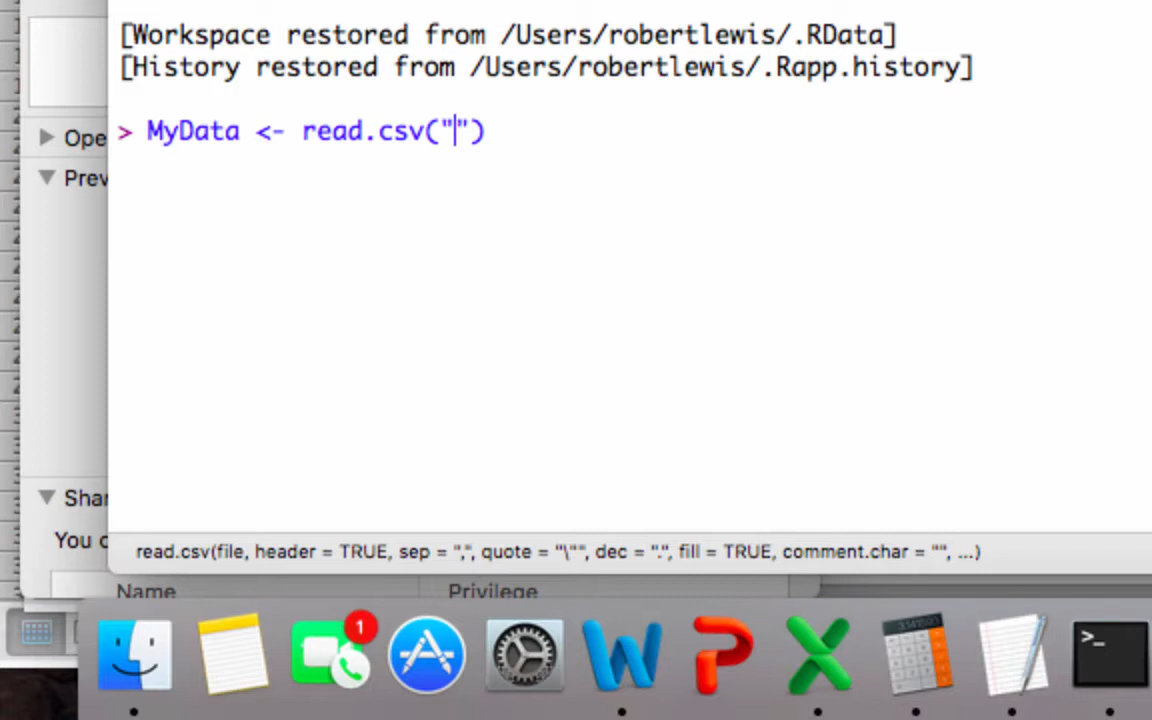 [Workspace restored from /Users/robertlewis/.RData]
[History restored from /Users/robertlewis/.Rapp.history]
> MyData <- read.csv("")
Ope
Prev
Shar
You c
read.csv(file, header = TRUE, sep = ",", quote = "\"", dec = ".", fill = TRUE, comment.char = "", ...)
Name Privilege
1
>_